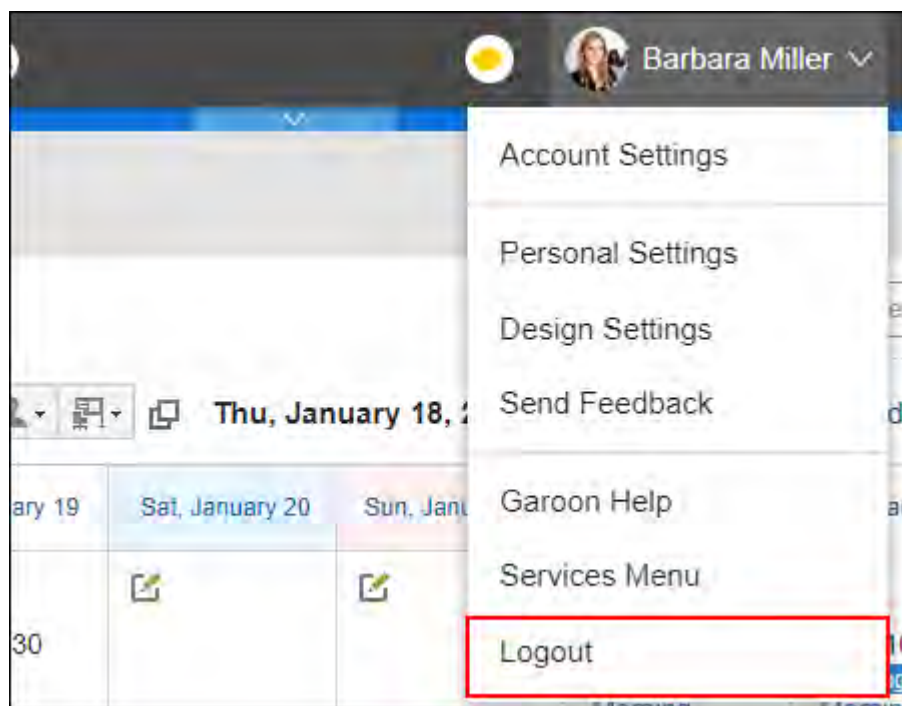 Barbara Miller
Account Settings
Personal Settings
Design Settings
Send Feedback
Thu, January 18,
ary 19
Sat, January 20
Sun, Janu
Garoon Help
Services Menu
30
Logout